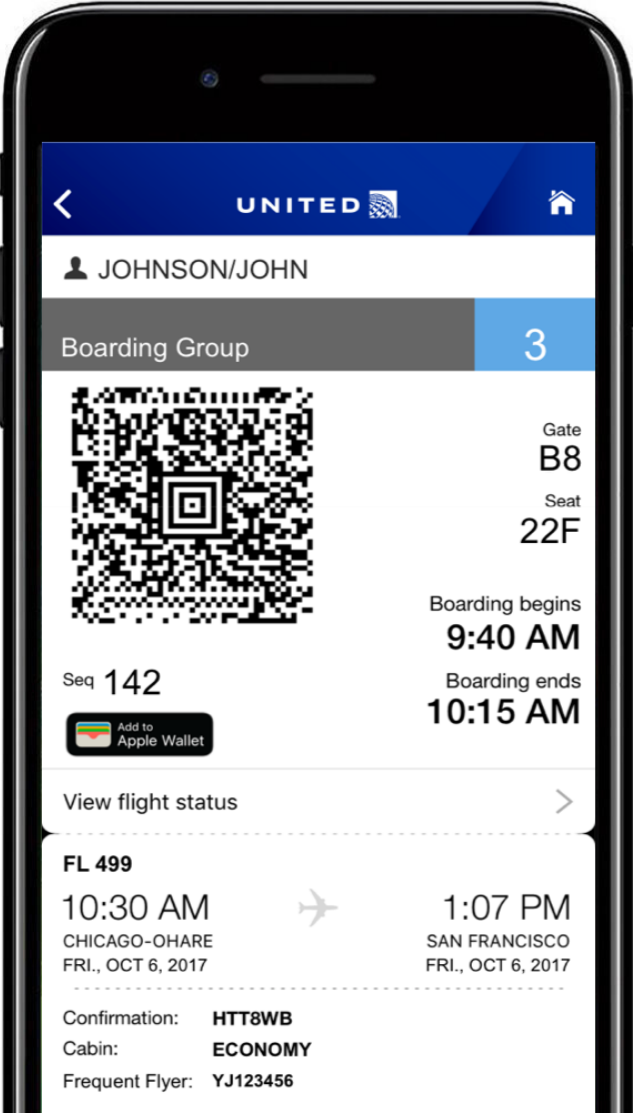 UNITED
JOHNSON/JOHN
Boarding Group 3
Gate
B8
Seat
22F
Boarding begins
9:40 AM
Boarding ends
10:15 AM
Seq 142
Add to
Apple Wallet
View flight status
FL 499
10:30 AM 1:07 PM
CHICAGO-OHARE SAN FRANCISCO
FRI., OCT 6, 2017 FRI., OCT 6, 2017
Confirmation: HTT8WB
Cabin: ECONOMY
Frequent Flyer: YJ123456